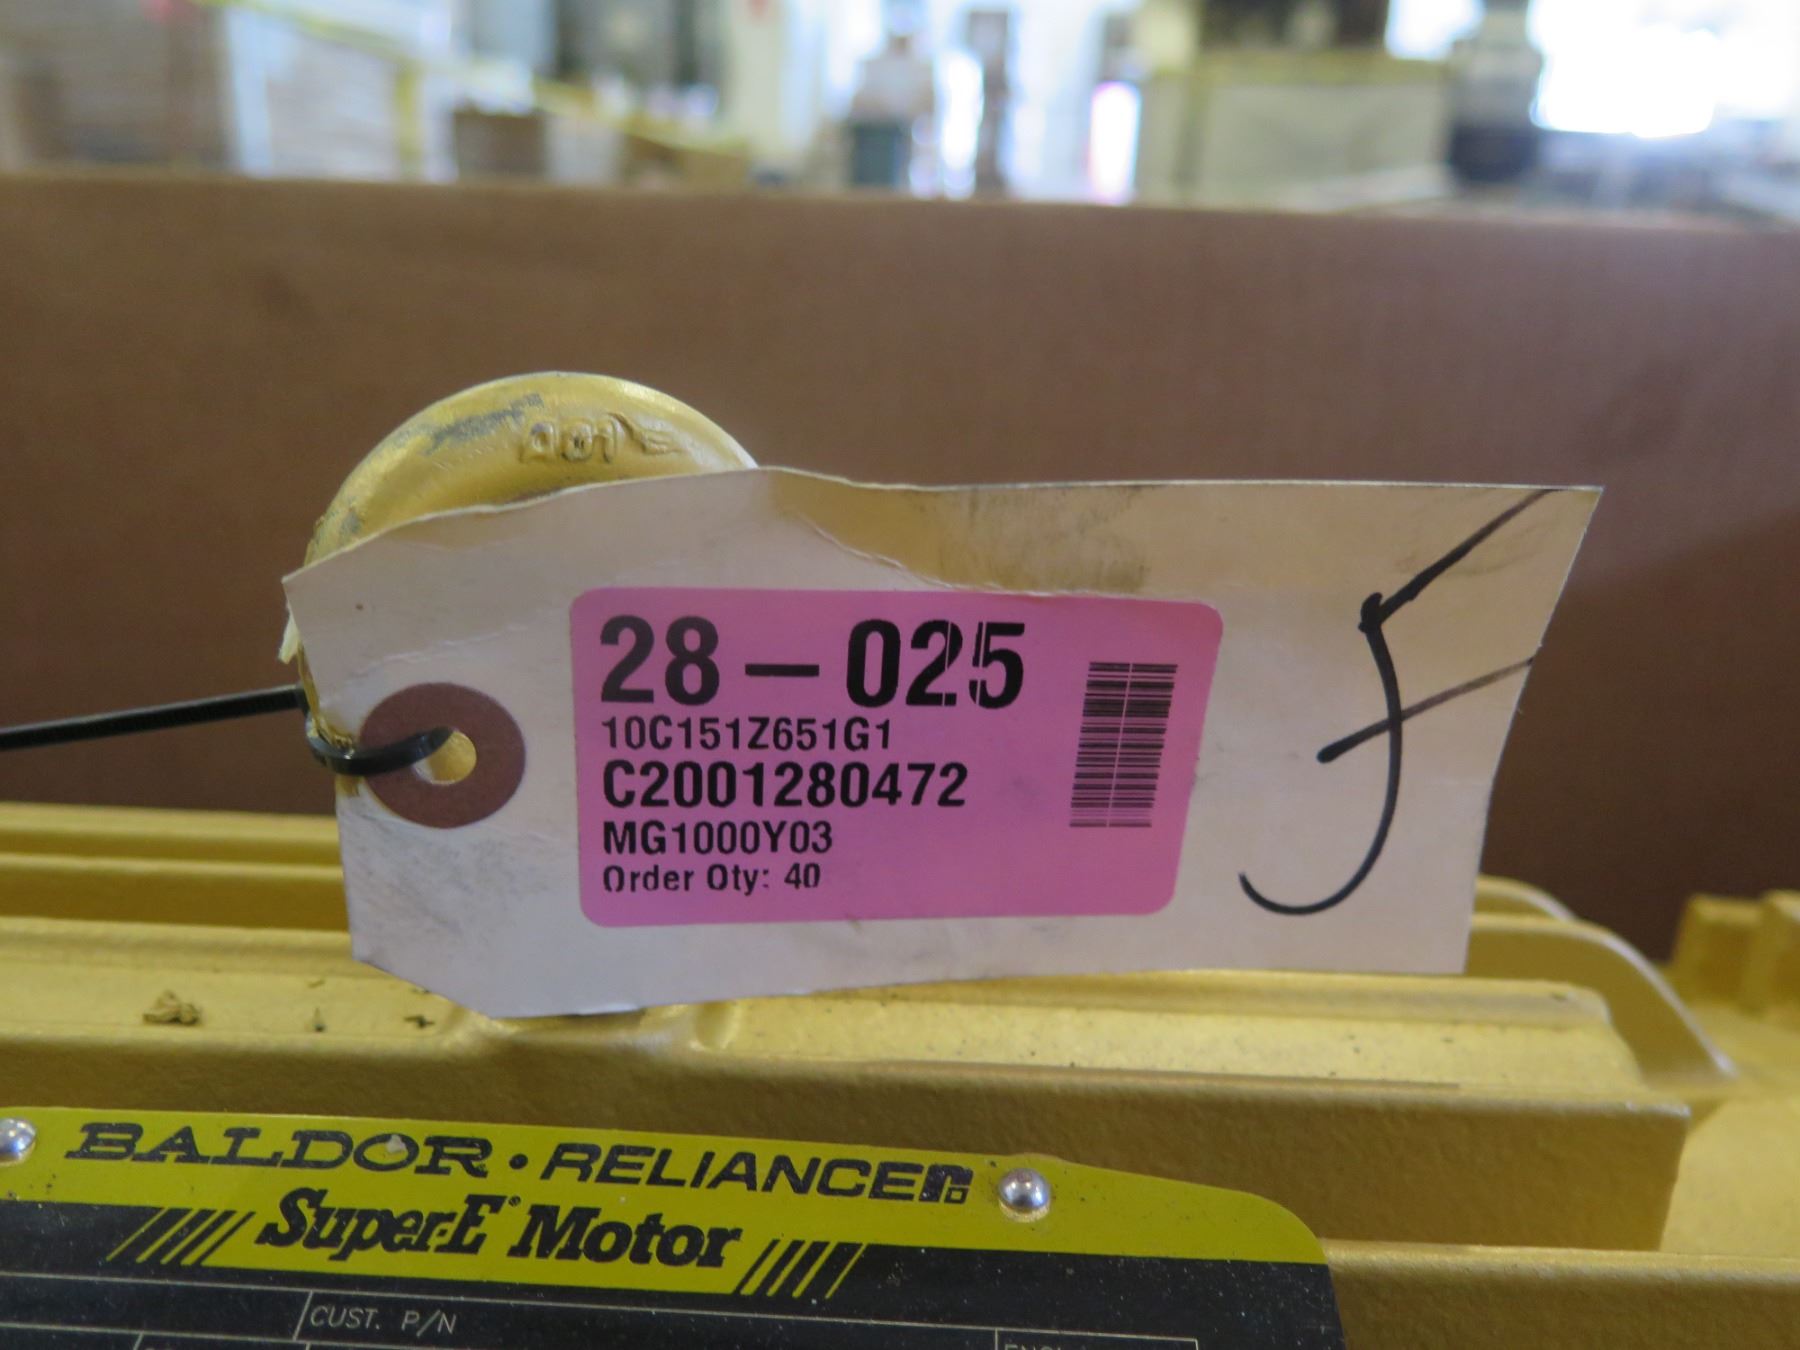 28-025
10C151Z651G1
C2001280472
MG1000Y03
Order Qty: 40
BALDOR • RELIANCE
Super-E® Motor
CUST. P/N